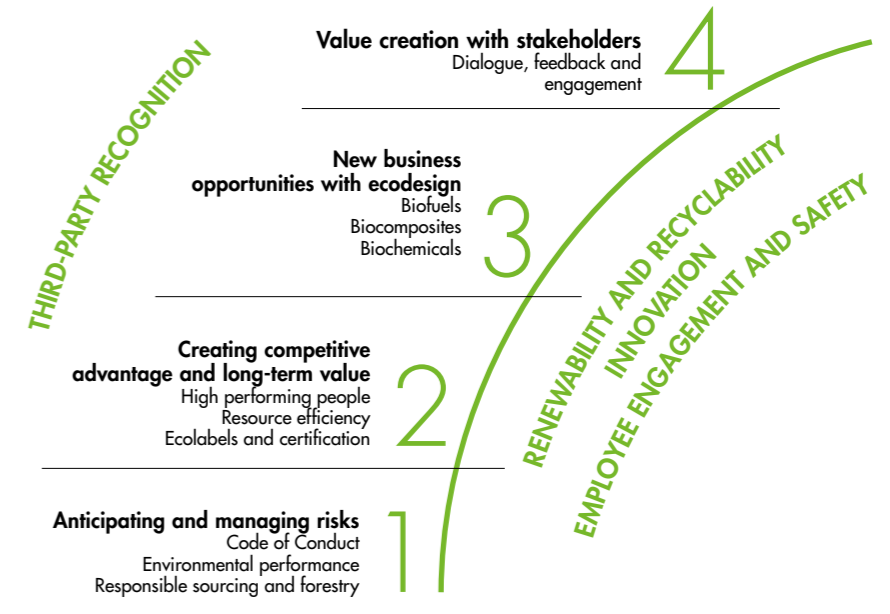 Value creation with stakeholders
Dialogue, feedback and
engagement
4
THIRD-PARTY RECOGNITION
New business
opportunities with ecodesign
Biofuels
Biocomposites
Biochemicals
3
RENEWABILITY AND RECYCLABILITY
INNOVATION
EMPLOYEE ENGAGEMENT AND SAFETY
Creating competitive
advantage and long-term value
High performing people
Resource efficiency
Ecolabels and certification
2
Anticipating and managing risks
Code of Conduct
Environmental performance
Responsible sourcing and forestry
1